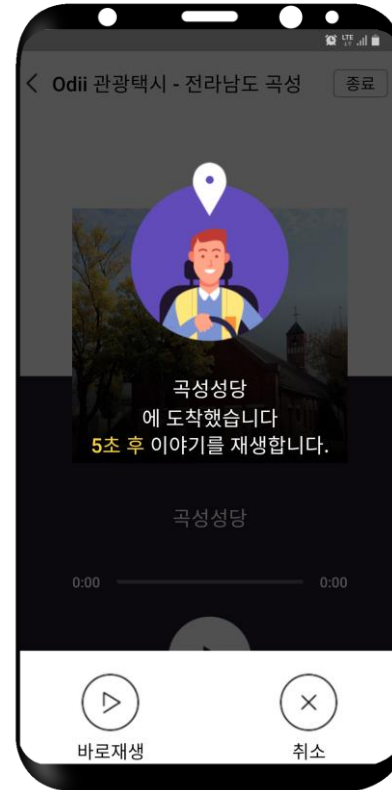 LTE
Odii 관광택시 - 전라남도 곡성
종료
곡성성당
에 도착했습니다
5초 후 이야기를 재생합니다.
곡성성당
0:00
0:00
바로재생
취소